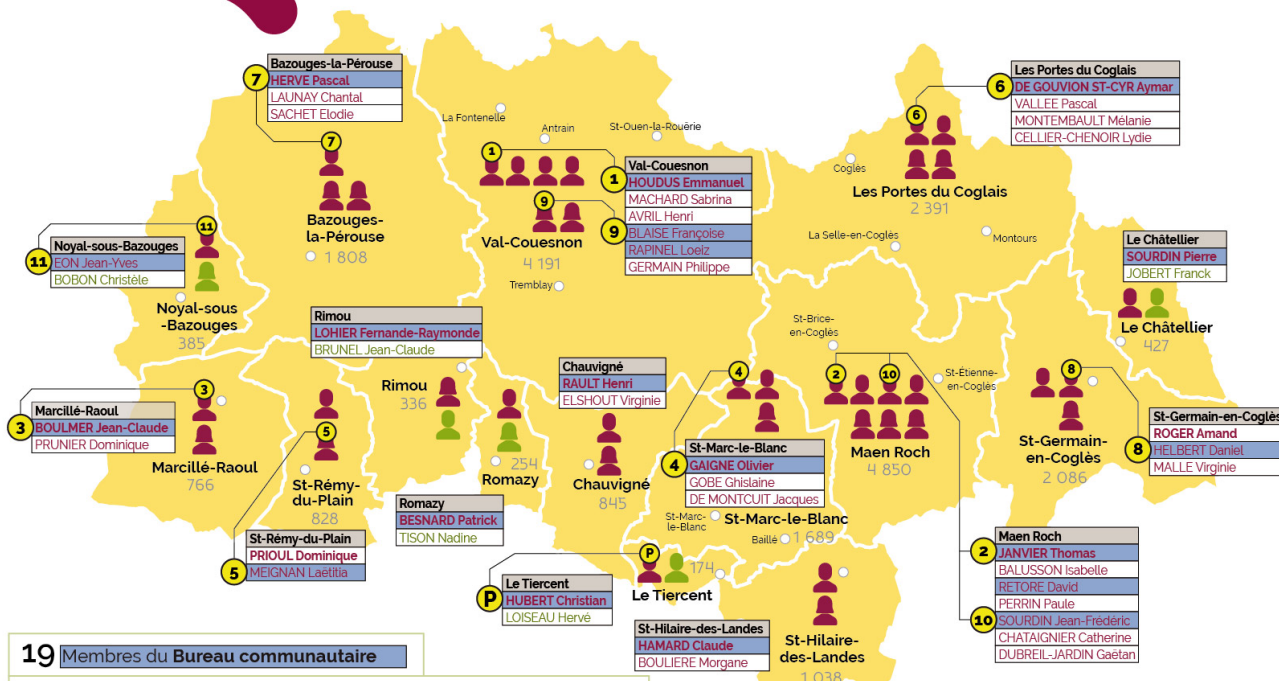 7
Bazouges-la-Pérouse
HERVE Pascal
LAUNAY Chantal
SACHET Elodie
7
Bazouges-
la-Pérouse
1 808
La Fontenelle
Antrain
St-Ouen-la-Rouërie
1
1
9
9
Val-Couesnon
HOUDUS Emmanuel
MACHARD Sabrina
AVRIL Henri
BLAISE Françoise
RAPINEL Loeiz
GERMAIN Philippe
Val-Couesnon
4 191
Tremblay
6
Les Portes du Coglais
DE GOUVION ST-CYR Aymar
VALLEE Pascal
MONTEMBAULT Mélanie
CELLIER-CHENOIR Lydie
6
Coglès
Les Portes du Coglais
2 391
La Selle-en-Coglès
Montours
Le Châtellier
SOURDIN Pierre
JOBERT Franck
Le Châtellier
427
11
11
Noyal-sous-Bazouges
EON Jean-Yves
BOBON Christèle
Noyal-sous
-Bazouges
385
Rimou
LOHIER Fernande-Raymonde
BRUNEL Jean-Claude
Rimou
336
3
3
Marcillé-Raoul
BOULMER Jean-Claude
PRUNIER Dominique
Marcillé-Raoul
766
5
St-Rémy-
du-Plain
828
5
St-Rémy-du-Plain
PRIOUL Dominique
MEIGNAN Laëtitia
254
Romazy
Romazy
BESNARD Patrick
TISON Nadine
Chauvigné
RAULT Henri
ELSHOUT Virginie
Chauvigné
845
4
4
St-Marc-le-Blanc
GAIGNE Olivier
GOBE Ghislaine
DE MONTCUIT Jacques
St-Marc-
le-Blanc
St-Marc-le-Blanc
Baillé
1 689
St-Brice-
en-Coglès
2
10
St-Étienne-
en-Coglès
Maen Roch
4 850
8
St-Germain-
en-Coglès
2 086
8
St-Germain-en-Coglès
ROGER Amand
HELBERT Daniel
MALLE Virginie
2
10
Maen Roch
JANVIER Thomas
BALUSSON Isabelle
RETORE David
PERRIN Paule
SOURDIN Jean-Frédéric
CHATAIGNIER Catherine
DUBREIL-JARDIN Gaëtan
P
P
Le Tiercent
HUBERT Christian
LOISEAU Hervé
174
Le Tiercent
St-Hilaire-des-Landes
HAMARD Claude
BOULIERE Morgane
St-Hilaire-
des-Landes
1 038
19 Membres du Bureau communautaire